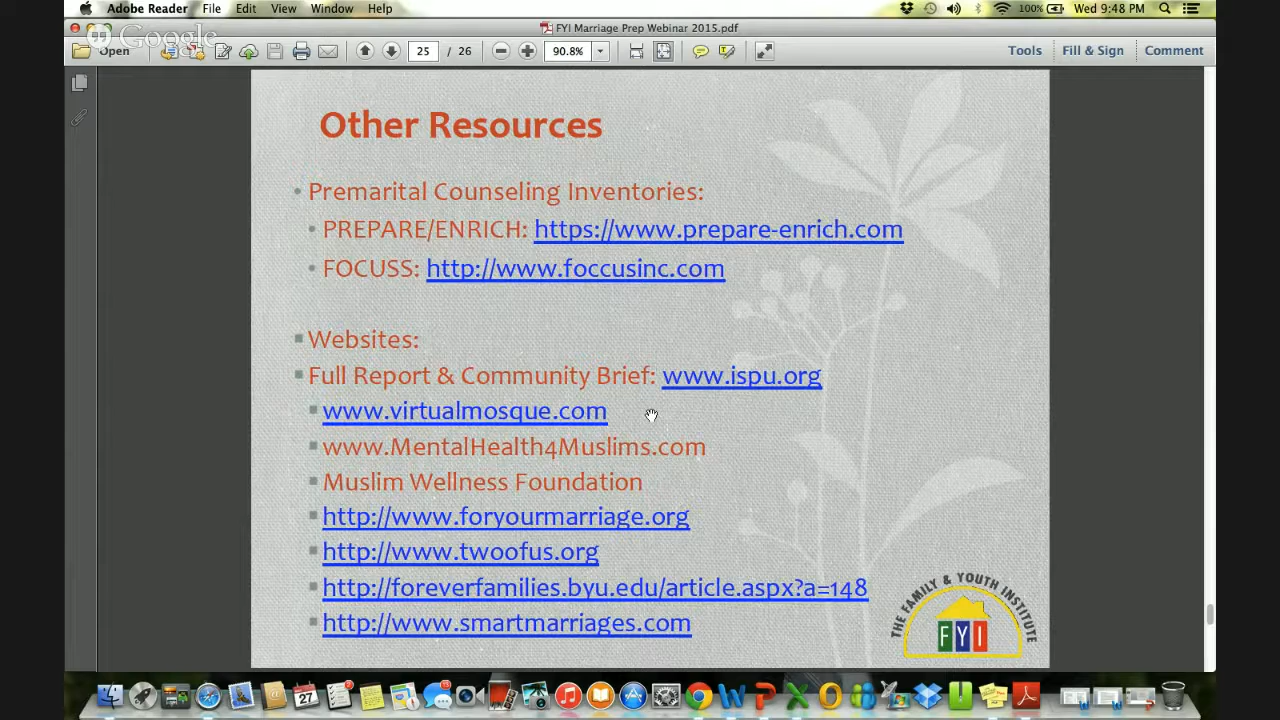 Adobe Reader File Edit View Window Help 100% Wed 9:48 PM
FYI Marriage Prep Webinar 2015.pdf
Google
Open 25 / 26 90.8% Tools Fill & Sign Comment
Other Resources
• Premarital Counseling Inventories:
• PREPARE/ENRICH: https://www.prepare-enrich.com
• FOCUSS: http://www.foccusinc.com
▪ Websites:
▪ Full Report & Community Brief: www.ispu.org
▪ www.virtualmosque.com
▪ www.MentalHealth4Muslims.com
▪ Muslim Wellness Foundation
▪ http://www.foryourmarriage.org
▪ http://www.twoofus.org
▪ http://foreverfamilies.byu.edu/article.aspx?a=148
▪ http://www.smartmarriages.com
THE FAMILY & YOUTH INSTITUTE
FYI
27